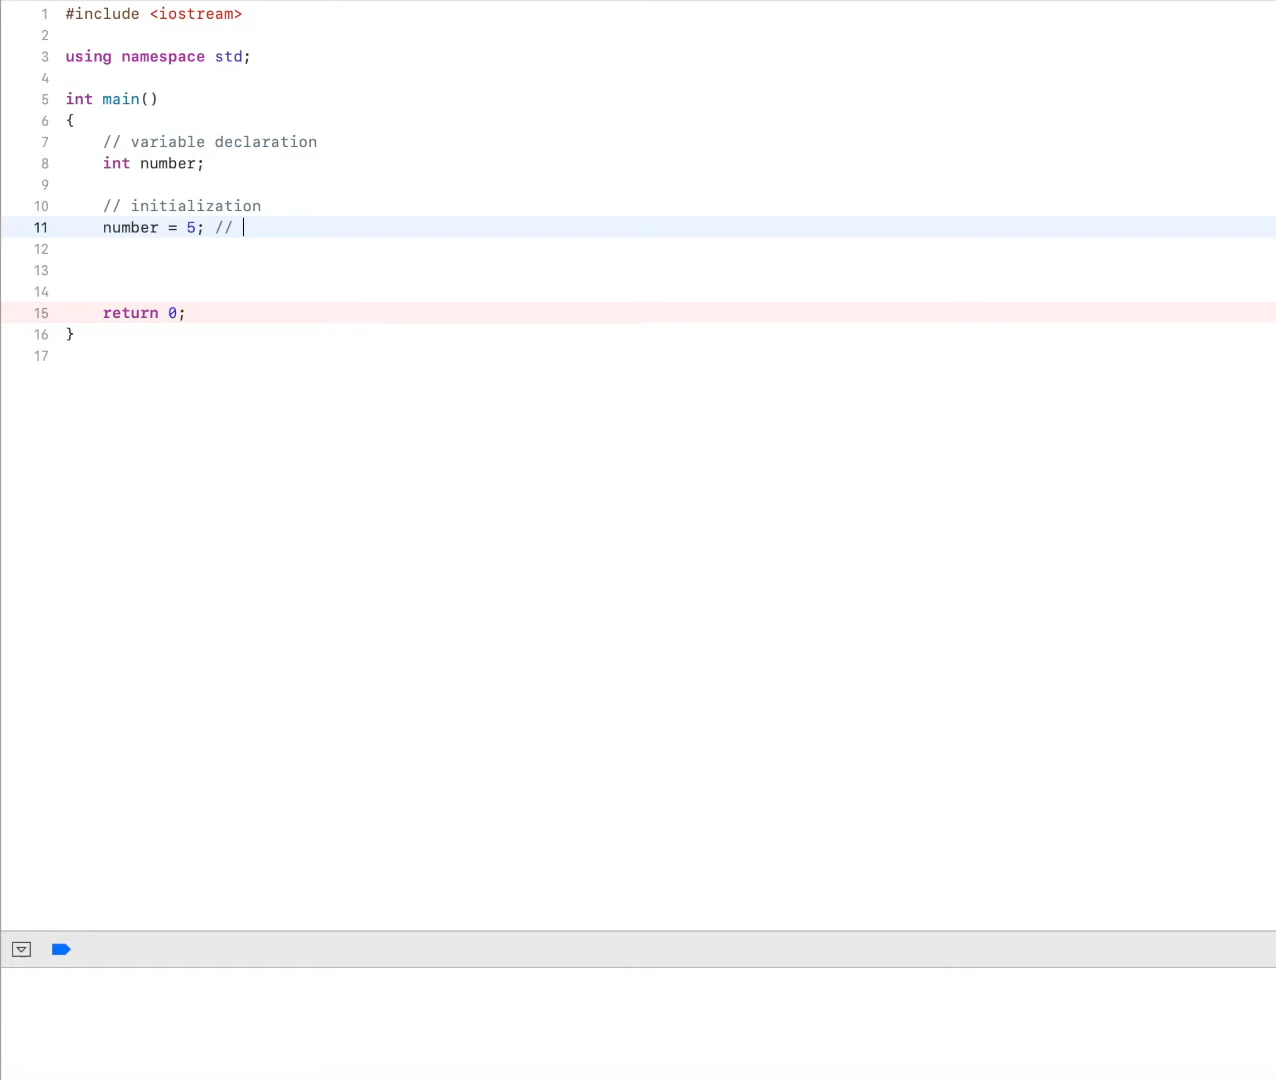 1 #include <iostream>
2
3 using namespace std;
4
5 int main()
6 {
7     // variable declaration
8     int number;
9
10     // initialization
11     number = 5; //
12
13
14
15     return 0;
16 }
17